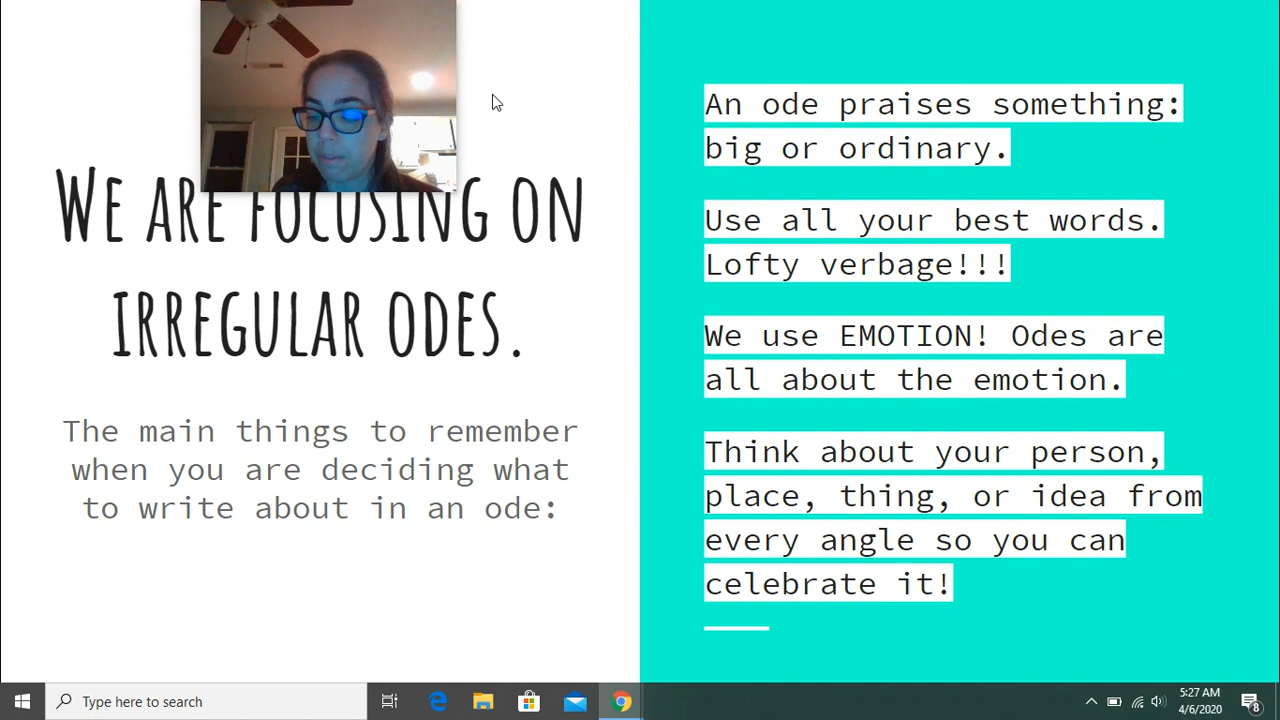 WE ARE FOCUSING ON
IRREGULAR ODES.
The main things to remember
when you are deciding what
to write about in an ode:
An ode praises something:
big or ordinary.
Use all your best words.
Lofty verbage!!!
We use EMOTION! Odes are
all about the emotion.
Think about your person,
place, thing, or idea from
every angle so you can
celebrate it!
Type here to search
5:27 AM
4/6/2020
8